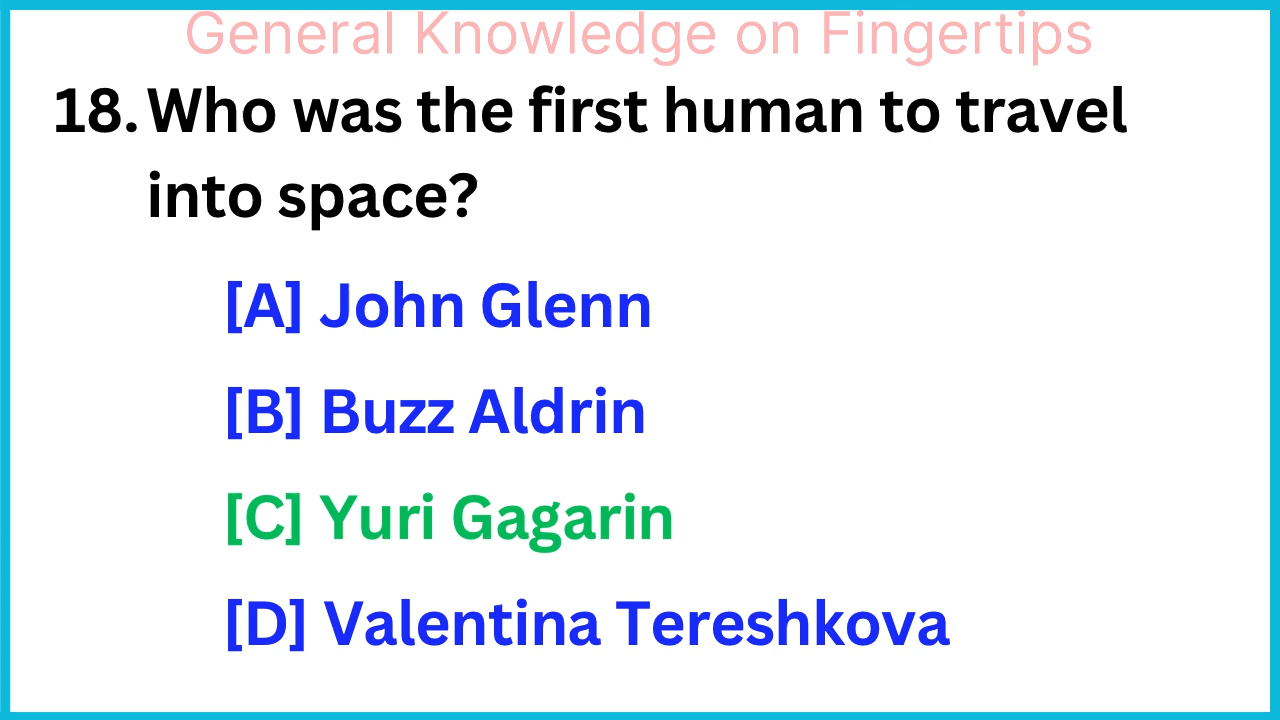 General Knowledge on Fingertips
18. Who was the first human to travel
into space?
[A] John Glenn
[B] Buzz Aldrin
[C] Yuri Gagarin
[D] Valentina Tereshkova